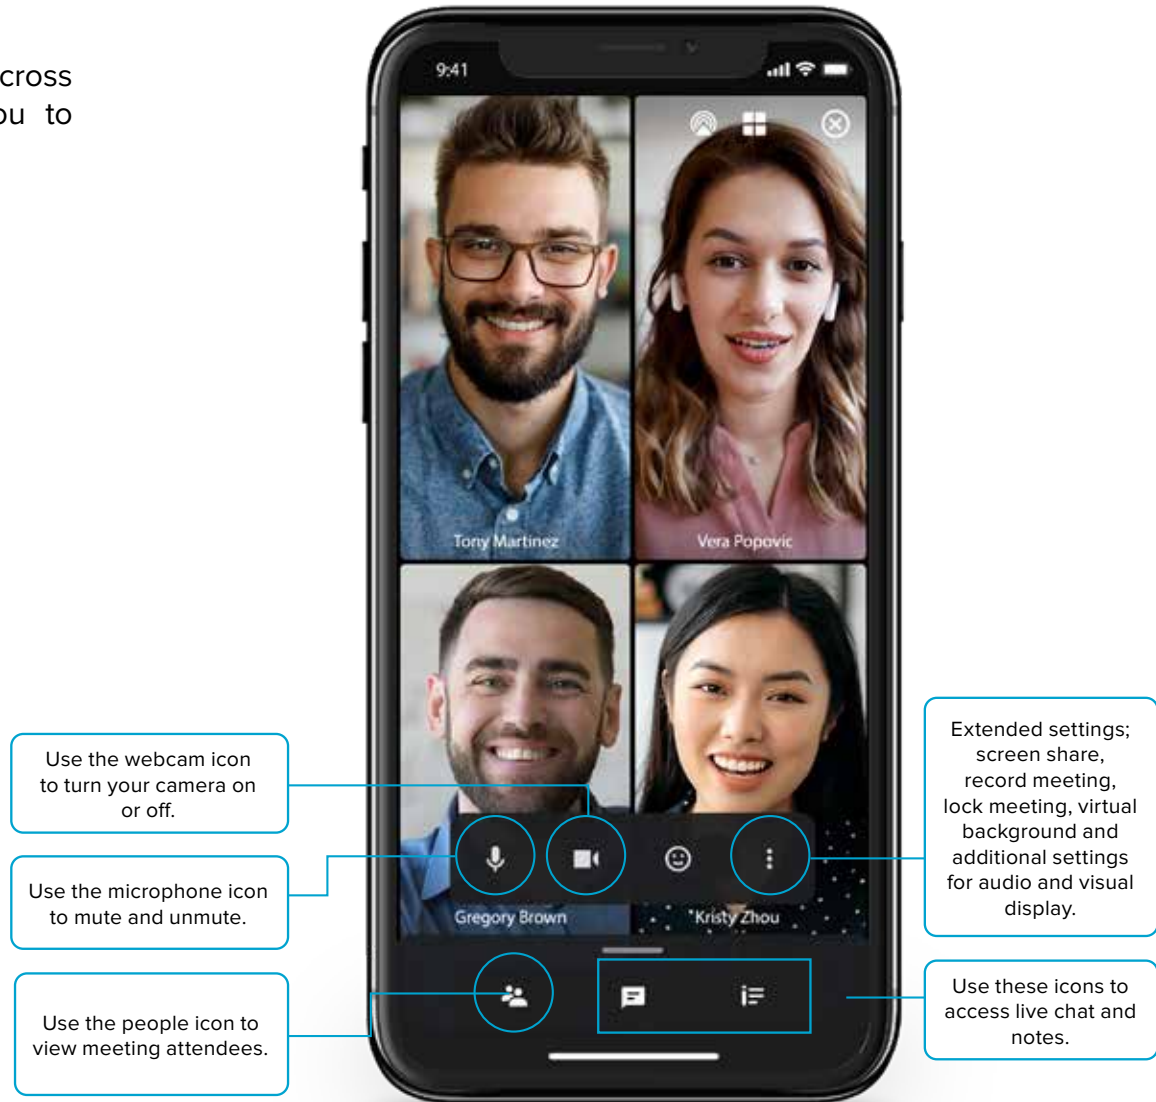 cross
ou to
9:41
Tony Martinez
Vera Popovic
Gregory Brown
Kristy Zhou
Use the webcam icon
to turn your camera on
or off.
Use the microphone icon
to mute and unmute.
Use the people icon to
view meeting attendees.
Extended settings;
screen share,
record meeting,
lock meeting, virtual
background and
additional settings
for audio and visual
display.
Use these icons to
access live chat and
notes.